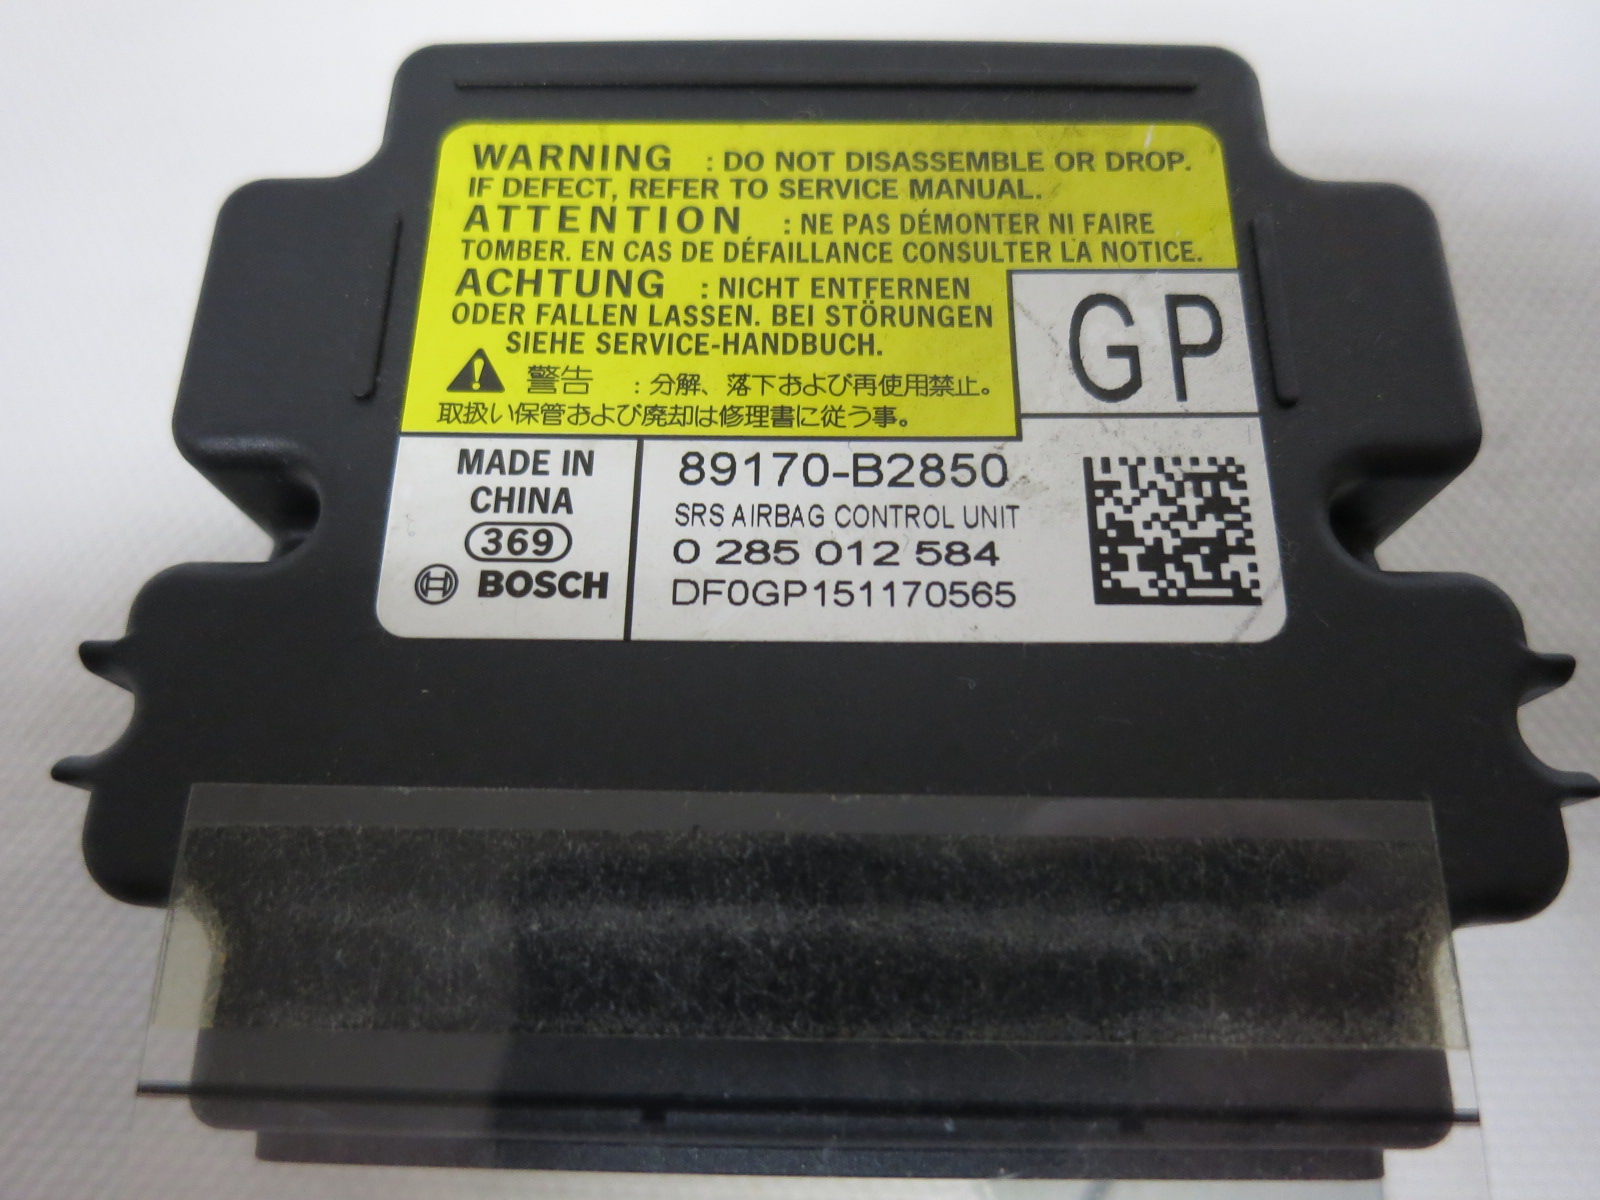 WARNING : DO NOT DISASSEMBLE OR DROP.
IF DEFECT, REFER TO SERVICE MANUAL.
ATTENTION : NE PAS DÉMONTER NI FAIRE
TOMBER. EN CAS DE DÉFAILLANCE CONSULTER LA NOTICE.
ACHTUNG : NICHT ENTFERNEN
ODER FALLEN LASSEN. BEI STÖRUNGEN
SIEHE SERVICE-HANDBUCH.
警告 : 分解、落下および再使用禁止。
取扱い保管および廃却は修理書に従う事。
GP
MADE IN
CHINA
369
BOSCH
89170-B2850
SRS AIRBAG CONTROL UNIT
0 285 012 584
DF0GP151170565